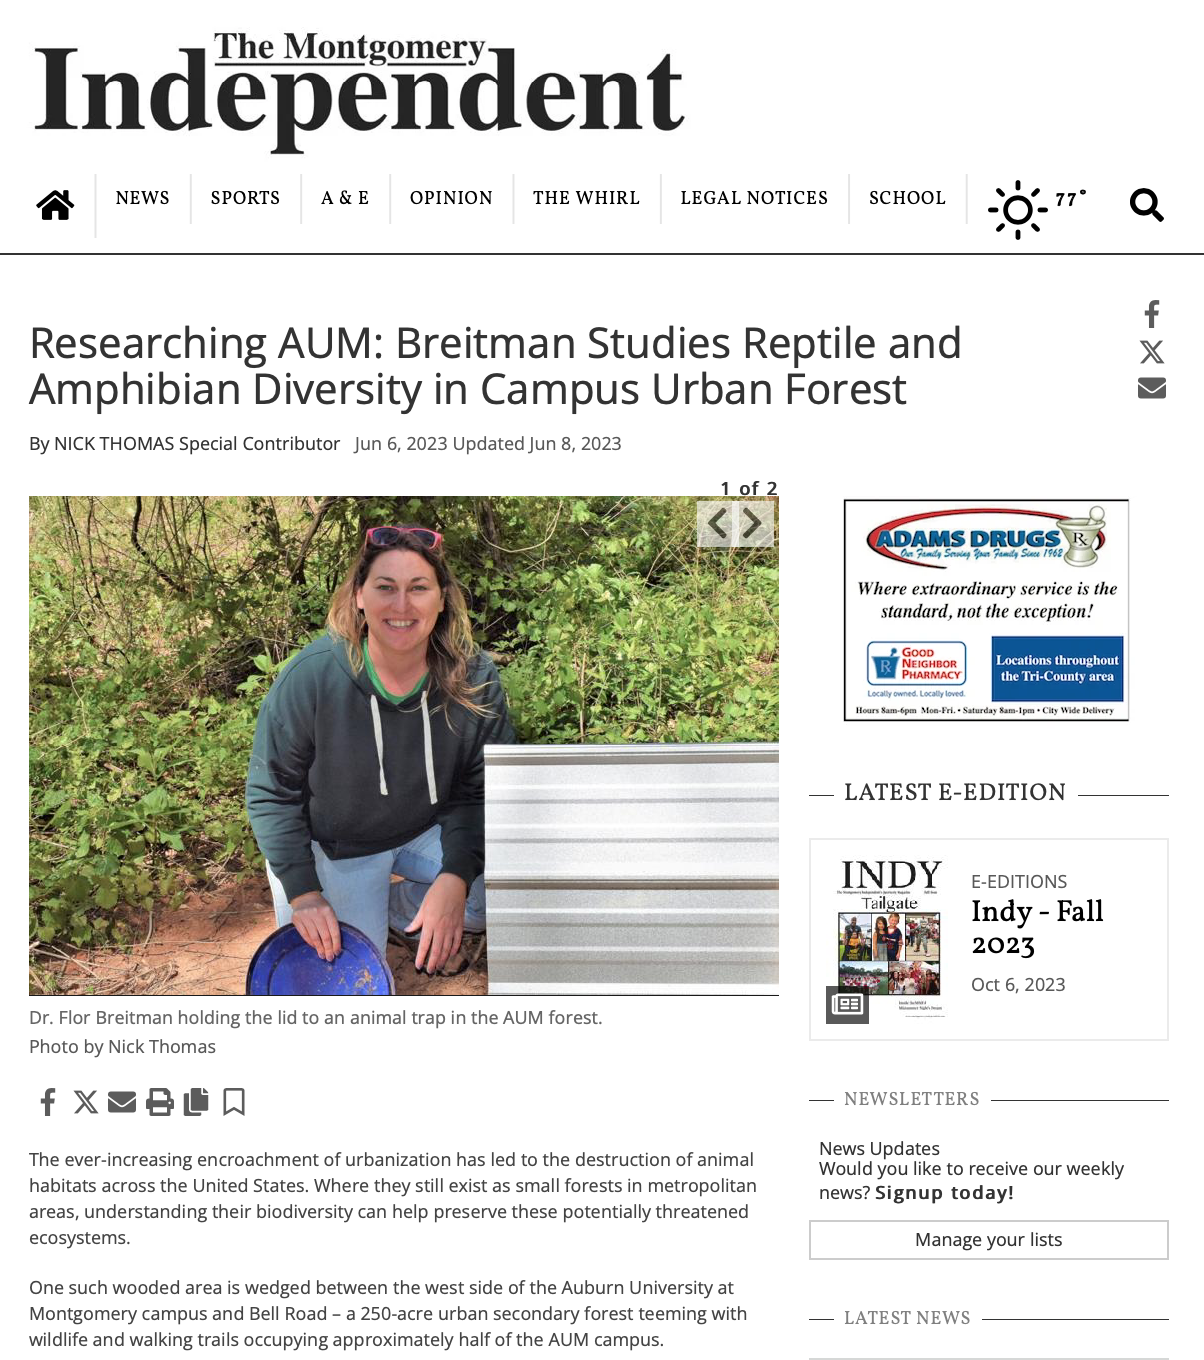 The Montgomery
Independent
NEWS
SPORTS
A & E
OPINION
THE WHIRL
LEGAL NOTICES
SCHOOL
77°
Researching AUM: Breitman Studies Reptile and
Amphibian Diversity in Campus Urban Forest
By NICK THOMAS Special Contributor Jun 6, 2023 Updated Jun 8, 2023
1 of 2
Dr. Flor Breitman holding the lid to an animal trap in the AUM forest.
Photo by Nick Thomas
The ever-increasing encroachment of urbanization has led to the destruction of animal
habitats across the United States. Where they still exist as small forests in metropolitan
areas, understanding their biodiversity can help preserve these potentially threatened
ecosystems.
One such wooded area is wedged between the west side of the Auburn University at
Montgomery campus and Bell Road – a 250-acre urban secondary forest teeming with
wildlife and walking trails occupying approximately half of the AUM campus.
ADAMS DRUGS
Rx
Our Family Serving Your Family Since 1962
Where extraordinary service is the
standard, not the exception!
GOOD
NEIGHBOR
PHARMACY
Locally owned. Locally loved.
Locations throughout
the Tri-County area
Hours 8am-6pm Mon-Fri. • Saturday 8am-1pm • City Wide Delivery
LATEST E-EDITION
INDY
Tailgate
E-EDITIONS
Indy - Fall
2023
Oct 6, 2023
NEWSLETTERS
News Updates
Would you like to receive our weekly
news? Signup today!
Manage your lists
LATEST NEWS